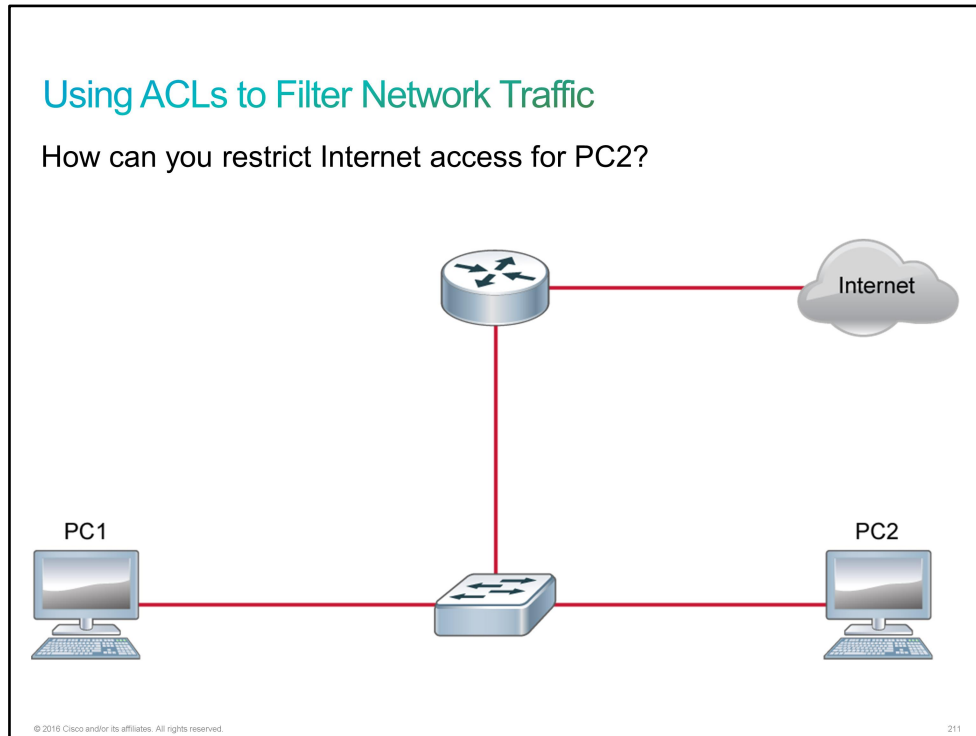 Using ACLs to Filter Network Traffic
How can you restrict Internet access for PC2?
Internet
PC1
PC2
© 2016 Cisco and/or its affiliates. All rights reserved.
211